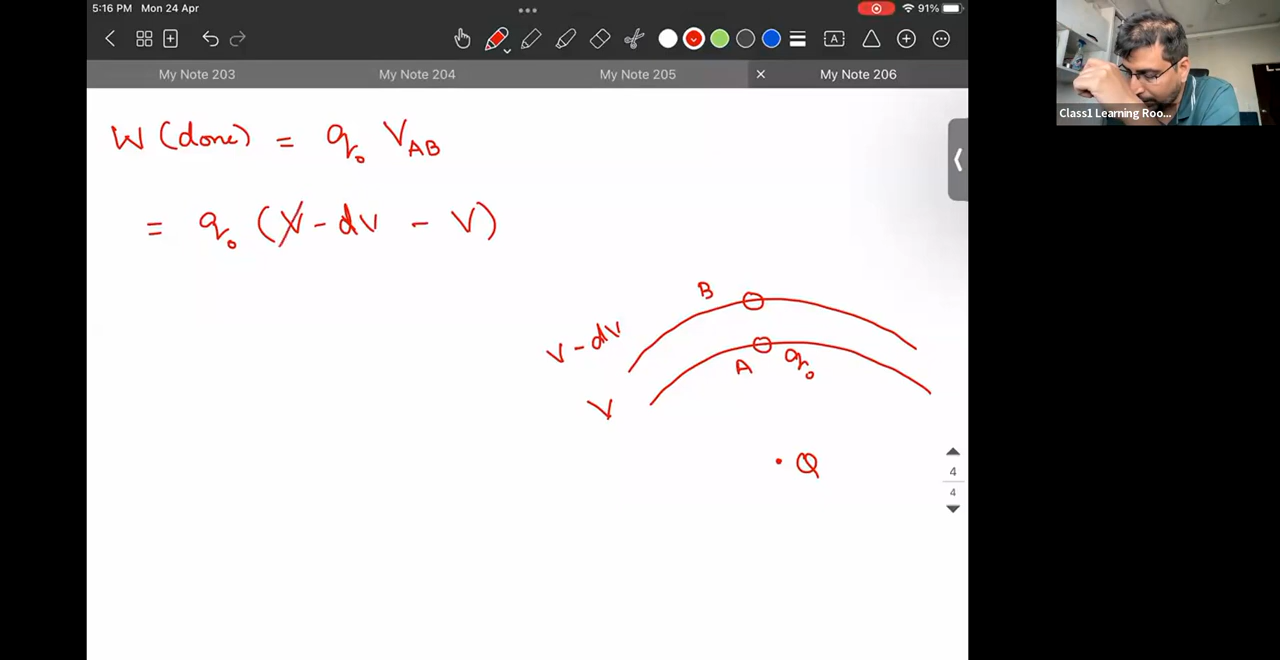 5:16 PM Mon 24 Apr
91%
My Note 203
My Note 204
My Note 205
My Note 206
Class1 Learning Roo...
W (done) = q₀ V_AB
= q₀ (V - dV - V)
B
V - dV
A q₀
V
. Q
4
4